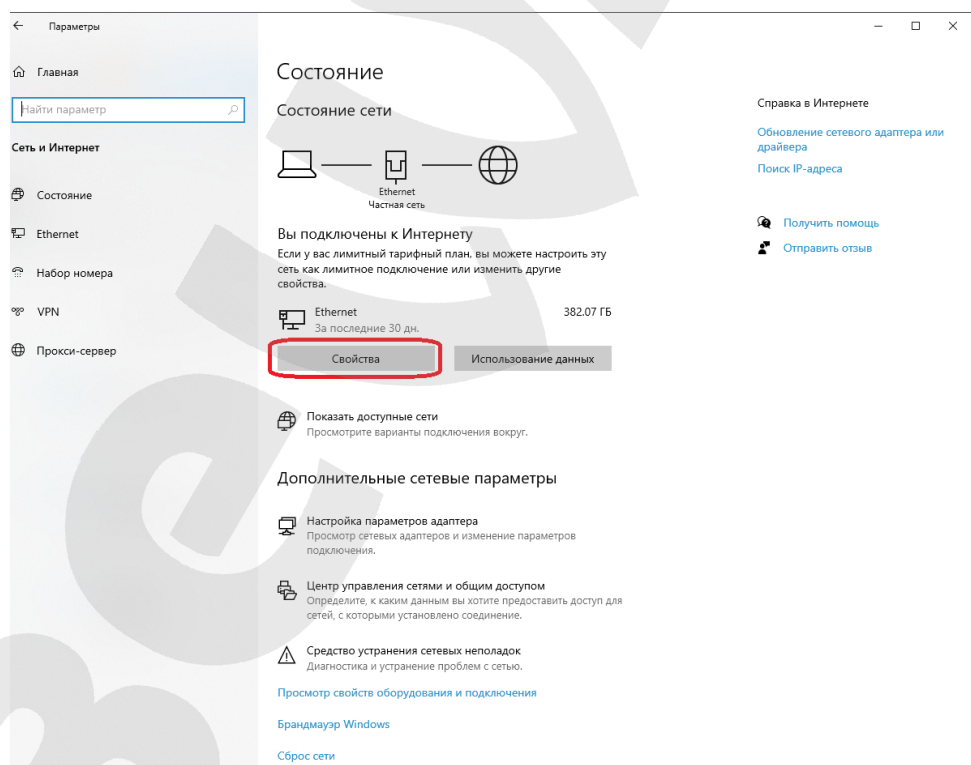 Параметры
Главная
Найти параметр
Сеть и Интернет
Состояние
Ethernet
Набор номера
VPN
Прокси-сервер
Состояние
Состояние сети
Ethernet
Частная сеть
Вы подключены к Интернету
Если у вас лимитный тарифный план, вы можете настроить эту
сеть как лимитное подключение или изменить другие
свойства.
Ethernet
382.07 ГБ
За последние 30 дн.
Свойства
Использование данных
Показать доступные сети
Просмотрите варианты подключения вокруг.
Дополнительные сетевые параметры
Настройка параметров адаптера
Просмотр сетевых адаптеров и изменение параметров
подключения.
Центр управления сетями и общим доступом
Определите, к каким данным вы хотите предоставить доступ для
сетей, с которыми установлено соединение.
Средство устранения сетевых неполадок
Диагностика и устранение проблем с сетью.
Просмотр свойств оборудования и подключения
Брандмауэр Windows
Сброс сети
Справка в Интернете
Обновление сетевого адаптера или
драйвера
Поиск IP-адреса
Получить помощь
Отправить отзыв